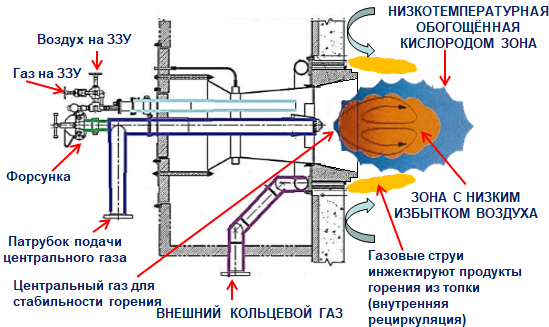 Воздух на ЗЗУ
Газ на ЗЗУ
Форсунка
Патрубок подачи
центрального газа
Центральный газ для
стабильности горения
ВНЕШНИЙ КОЛЬЦЕВОЙ ГАЗ
НИЗКОТЕМПЕРАТУРНАЯ
ОБОГОЩЁННАЯ
КИСЛОРОДОМ ЗОНА
ЗОНА С НИЗКИМ
ИЗБЫТКОМ ВОЗДУХА
Газовые струи
инжектируют продукты
горения из топки
(внутренняя
рециркуляция)